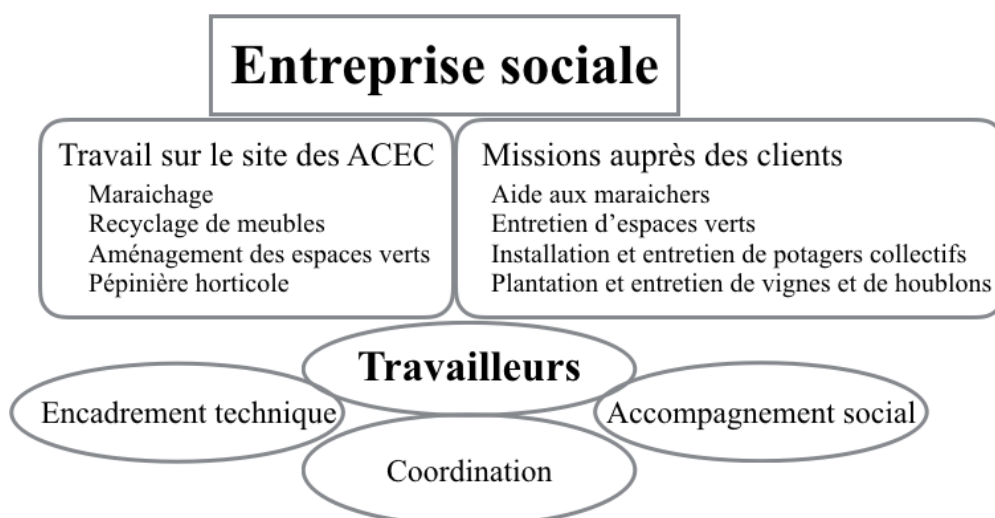 Entreprise sociale
Travail sur le site des ACEC
Maraichage
Recyclage de meubles
Aménagement des espaces verts
Pépinière horticole
Missions auprès des clients
Aide aux maraichers
Entretien d'espaces verts
Installation et entretien de potagers collectifs
Plantation et entretien de vignes et de houblons
Travailleurs
Encadrement technique
Accompagnement social
Coordination